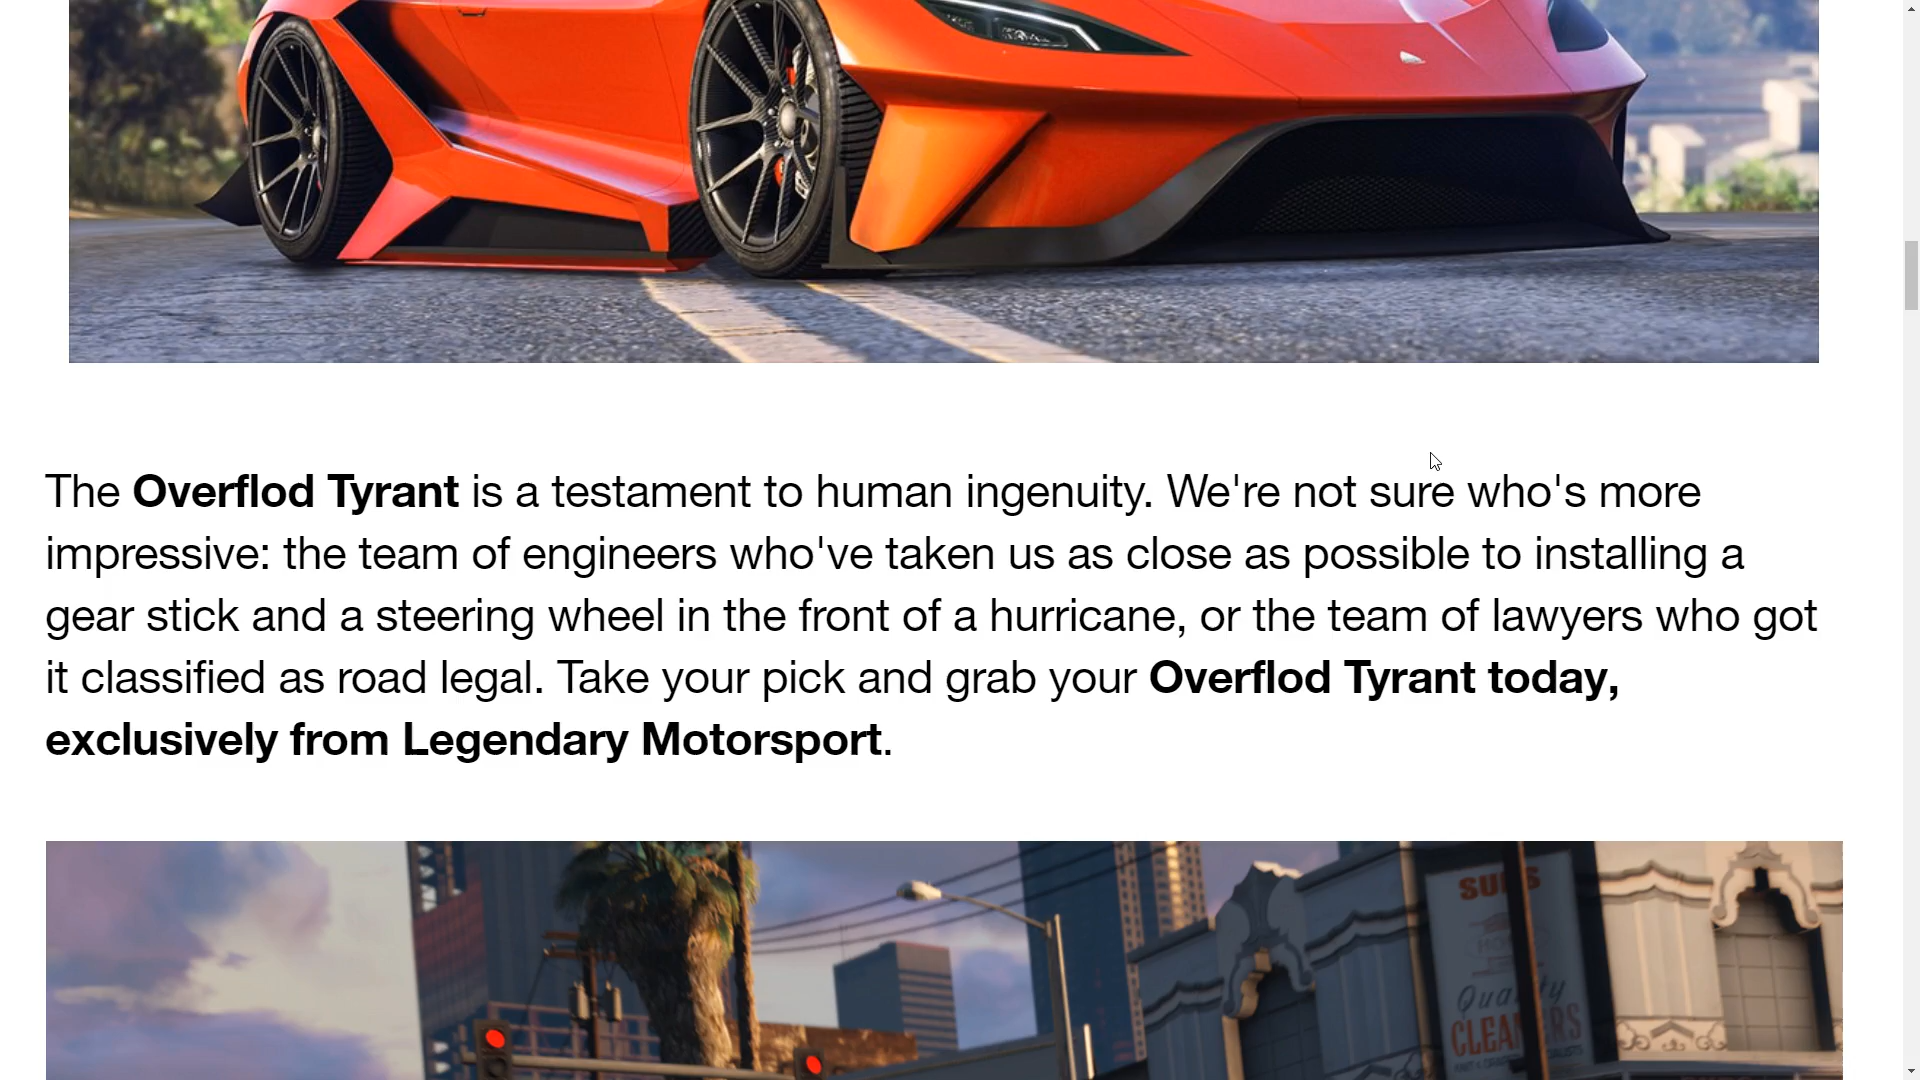 The Overflod Tyrant is a testament to human ingenuity. We're not sure who's more
impressive: the team of engineers who've taken us as close as possible to installing a
gear stick and a steering wheel in the front of a hurricane, or the team of lawyers who got
it classified as road legal. Take your pick and grab your Overflod Tyrant today,
exclusively from Legendary Motorsport.
Quality
CLEANERS